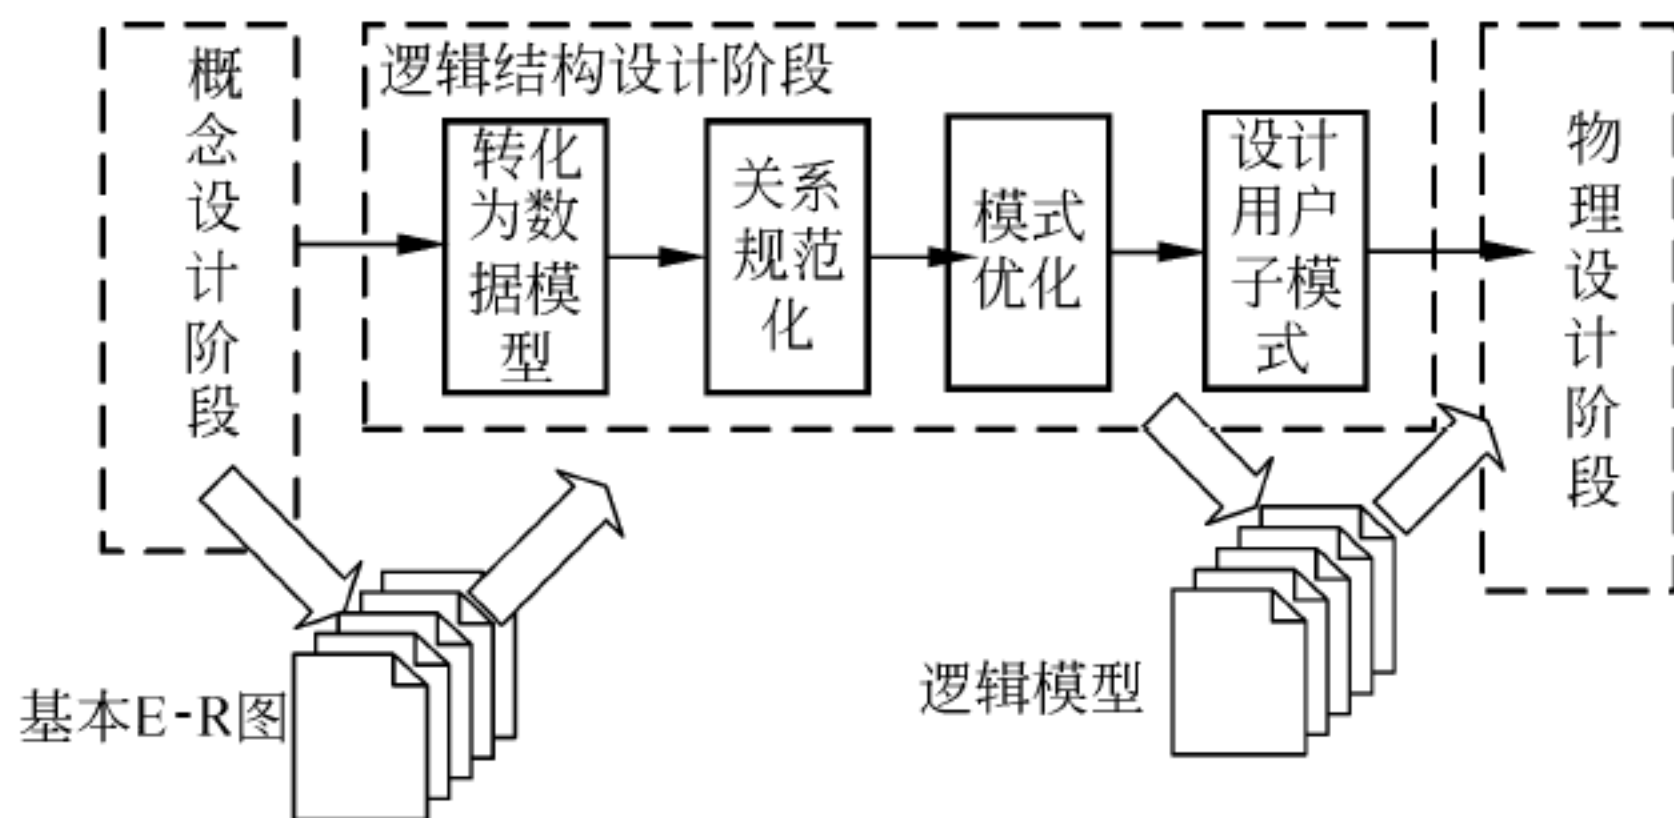 概念设计阶段
逻辑结构设计阶段
转化
为数
据模
型
关系
规范
化
模式
优化
设计
用户
子模
式
物理设计阶段
基本E-R图
逻辑模型